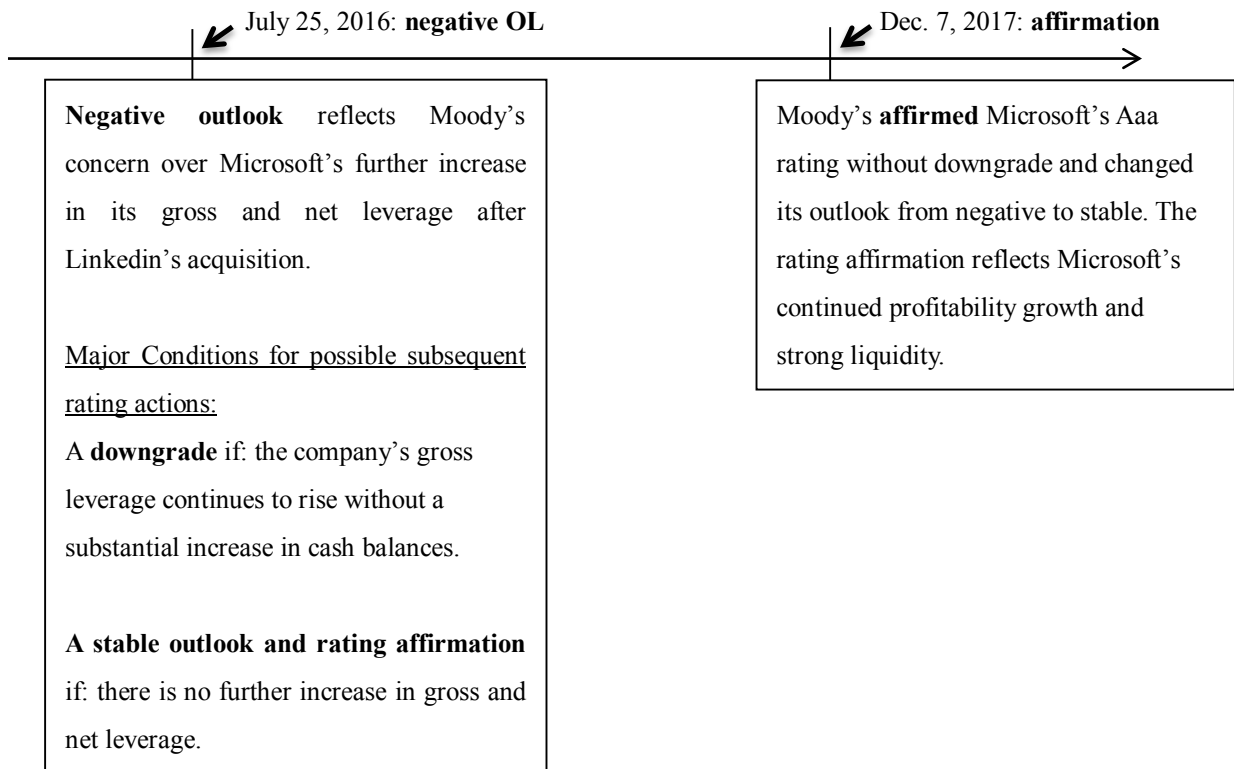 July 25, 2016: negative OL
Dec. 7, 2017: affirmation
Negative outlook reflects Moody’s
concern over Microsoft’s further increase
in its gross and net leverage after
Linkedin’s acquisition.
Major Conditions for possible subsequent
rating actions:
A downgrade if: the company’s gross
leverage continues to rise without a
substantial increase in cash balances.
A stable outlook and rating affirmation
if: there is no further increase in gross and
net leverage.
Moody’s affirmed Microsoft’s Aaa
rating without downgrade and changed
its outlook from negative to stable. The
rating affirmation reflects Microsoft’s
continued profitability growth and
strong liquidity.